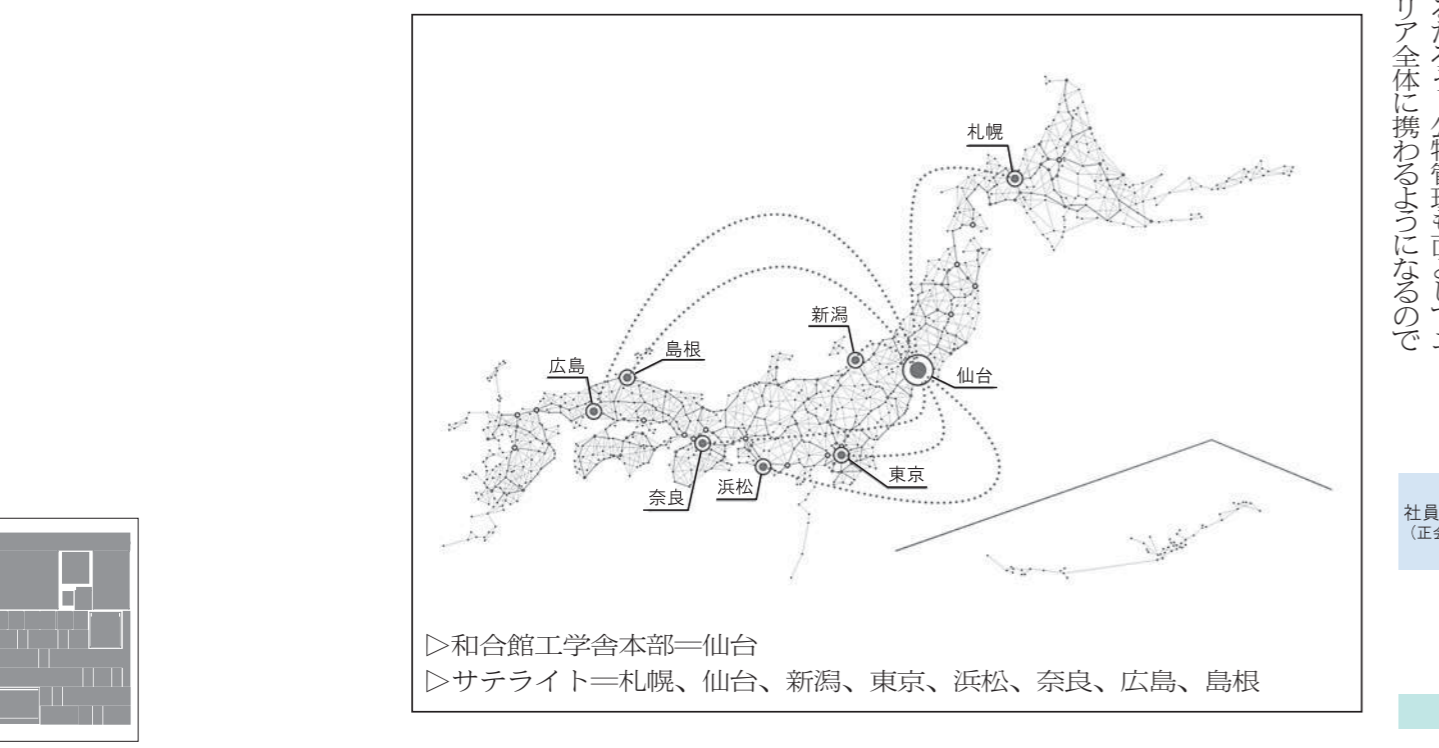 リア全体に携わるようになるので
札幌
新潟
島根
広島
仙台
東京
浜松
奈良
▷和合館工学舎本部＝仙台
▷サテライト＝札幌、仙台、新潟、東京、浜松、奈良、広島、島根
社員